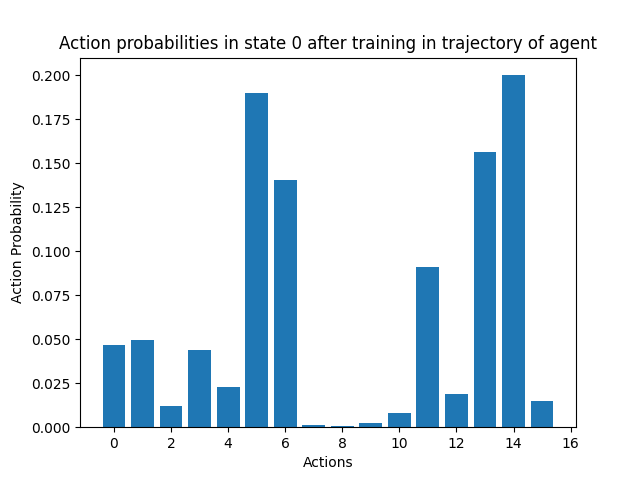 Action probabilities in state 0 after training in trajectory of agent
0.200
0.175
0.150
0.125
0.100
0.075
0.050
0.025
0.000
Action Probability
0 2 4 6 8 10 12 14 16
Actions